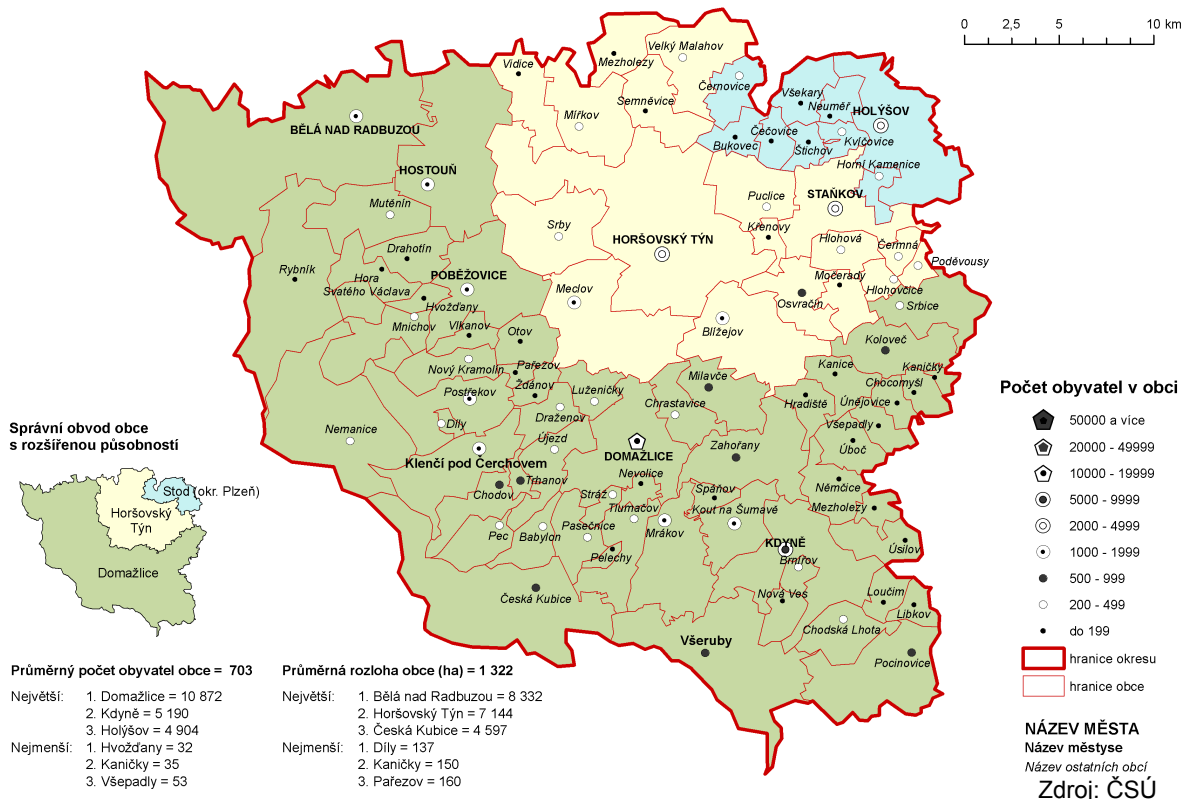 0 2,5 5 10 km
Velký Malahov
Vidice
Mezholezy
Černovice
Semněvice
Všekary
Neuměř
HOLÝŠOV
Mířkov
BĚLÁ NAD RADBUZOU
Bukovec
Čečovice
Štichov
Kvíčovice
Horní Kamenice
HOSTOUŇ
Mutěnín
Puclice
STAŇKOV
Srby
Křenovy
HORŠOVSKÝ TÝN
Hlohová
Čermná
Poděvousy
Drahotín
Rybník
Hora
Svatého Václava
POBĚŽOVICE
Meclov
Močerady
Osvračín
Hlohovčice
Srbice
Hvožďany
Mnichov
Vlkanov
Otov
Blížejov
Koloveč
Nový Kramolín
Pařezov
Kanice
Kaničky
Milavče
Chocomyšl
Postřekov
Ždánov
Luženičky
Hradiště
Únějovice
Chrastavice
Draženov
Díly
Nemanice
Újezd
Všepadly
Zahořany
Úboč
DOMAŽLICE
Klenčí pod Čerchovem
Nevolice
Trhanov
Chodov
Spáňov
Němčice
Mezholezy
Stráž
Tlumačov
Kout na Šumavě
Pasečnice
Mrákov
Pec
Babylon
Pelechy
KDYNĚ
Úsilov
Brnířov
Česká Kubice
Nová Ves
Loučim
Libkov
Chodská Lhota
Všeruby
Pocinovice
Správní obvod obce
s rozšířenou působností
Stod (okr. Plzeň)
Horšovský
Týn
Domažlice
Počet obyvatel v obci
50000 a více
20000 - 49999
10000 - 19999
5000 - 9999
2000 - 4999
1000 - 1999
500 - 999
200 - 499
do 199
hranice okresu
hranice obce
NÁZEV MĚSTA
Název městyse
Název ostatních obcí
Zdroj: ČSÚ
Průměrný počet obyvatel obce = 703
Největší: 1. Domažlice = 10 872
2. Kdyně = 5 190
3. Holýšov = 4 904
Nejmenší: 1. Hvožďany = 32
2. Kaničky = 35
3. Všepadly = 53
Průměrná rozloha obce (ha) = 1 322
Největší: 1. Bělá nad Radbuzou = 8 332
2. Horšovský Týn = 7 144
3. Česká Kubice = 4 597
Nejmenší: 1. Díly = 137
2. Kaničky = 150
3. Pařezov = 160